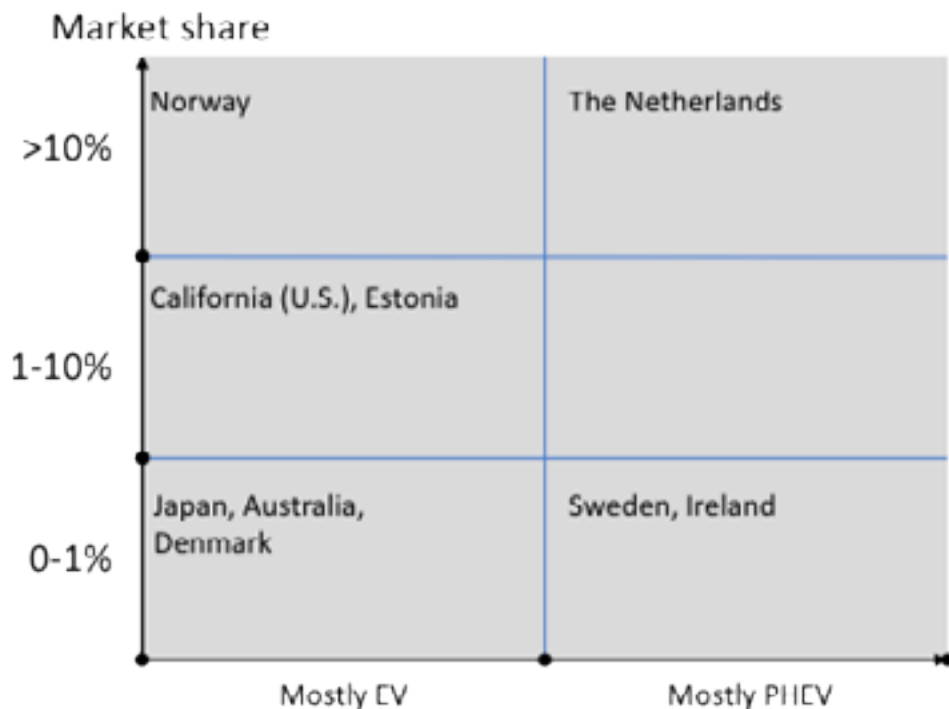 Market share
>10%
Norway
The Netherlands
1-10%
California (U.S.), Estonia
0-1%
Japan, Australia,
Denmark
Sweden, Ireland
Mostly EV
Mostly PHEV